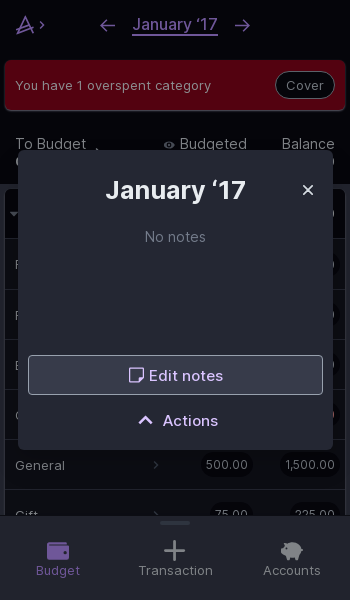 January ‘17
You have 1 overspent category
Cover
To Budget
Budgeted
Balance
January ‘17
No notes
Edit notes
Actions
General
500.00
1,500.00
Gift
75.00
225.00
Budget
Transaction
Accounts